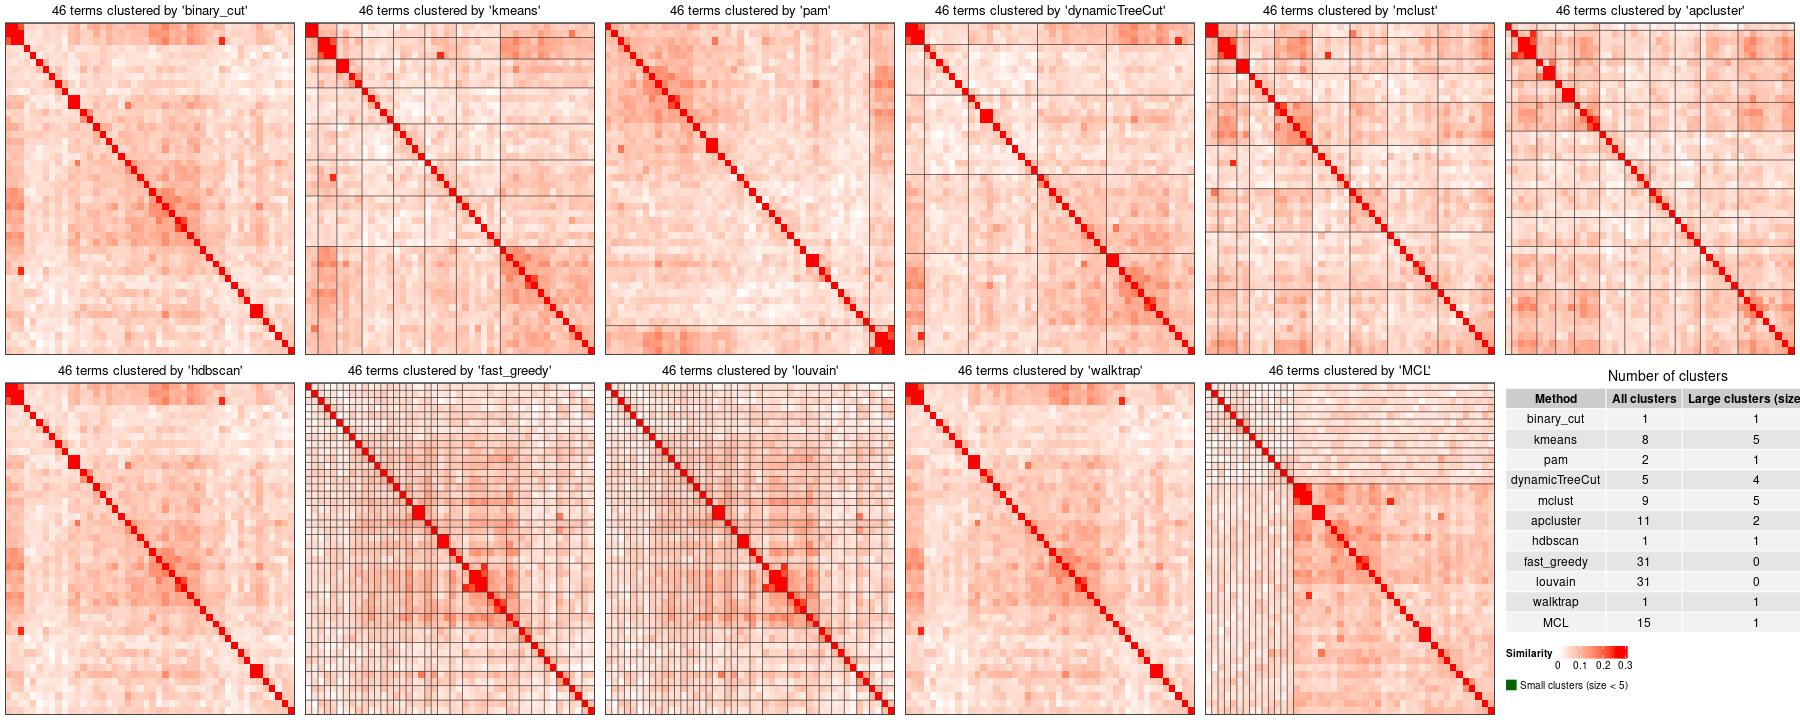 46 terms clustered by 'binary_cut'
46 terms clustered by 'kmeans'
46 terms clustered by 'pam'
46 terms clustered by 'dynamicTreeCut'
46 terms clustered by 'mclust'
46 terms clustered by 'apcluster'
46 terms clustered by 'hdbscan'
46 terms clustered by 'fast_greedy'
46 terms clustered by 'louvain'
46 terms clustered by 'walktrap'
46 terms clustered by 'MCL'
Number of clusters
Method All clusters Large clusters (size
binary_cut 1 1
kmeans 8 5
pam 2 1
dynamicTreeCut 5 4
mclust 9 5
apcluster 11 2
hdbscan 1 1
fast_greedy 31 0
louvain 31 0
walktrap 1 1
MCL 15 1
Similarity
0 0.1 0.2 0.3
Small clusters (size < 5)